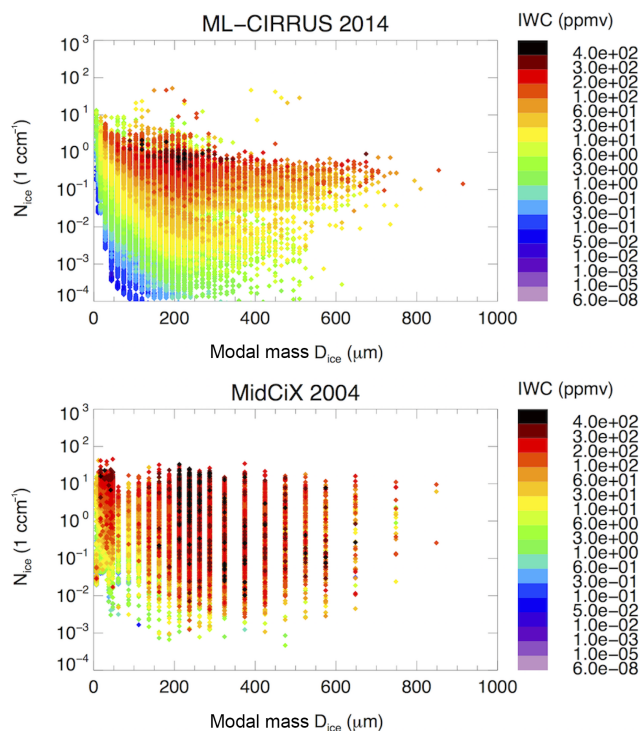 ML−CIRRUS 2014
IWC (ppmv)
N_ice (1 ccm⁻¹)
10³
10²
10¹
10⁰
10⁻¹
10⁻²
10⁻³
10⁻⁴
0 200 400 600 800 1000
Modal mass D_ice (μm)
4.0e+02
3.0e+02
2.0e+02
1.0e+02
6.0e+01
3.0e+01
1.0e+01
6.0e+00
3.0e+00
1.0e+00
6.0e−01
3.0e−01
1.0e−01
5.0e−02
1.0e−02
1.0e−03
1.0e−05
6.0e−08
MidCiX 2004
IWC (ppmv)
N_ice (1 ccm⁻¹)
10³
10²
10¹
10⁰
10⁻¹
10⁻²
10⁻³
10⁻⁴
0 200 400 600 800 1000
Modal mass D_ice (μm)
4.0e+02
3.0e+02
2.0e+02
1.0e+02
6.0e+01
3.0e+01
1.0e+01
6.0e+00
3.0e+00
1.0e+00
6.0e−01
3.0e−01
1.0e−01
5.0e−02
1.0e−02
1.0e−03
1.0e−05
6.0e−08